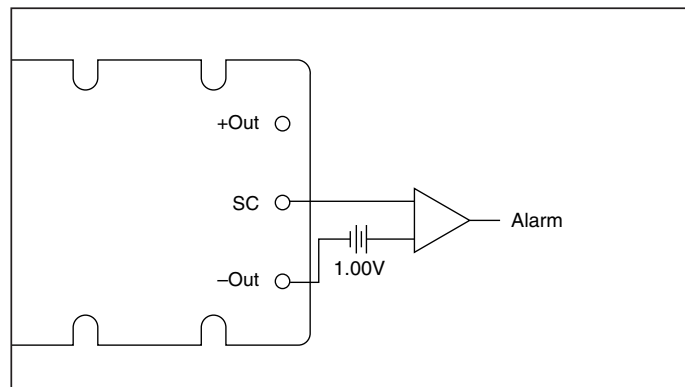 +Out
SC
Alarm
1.00V
–Out